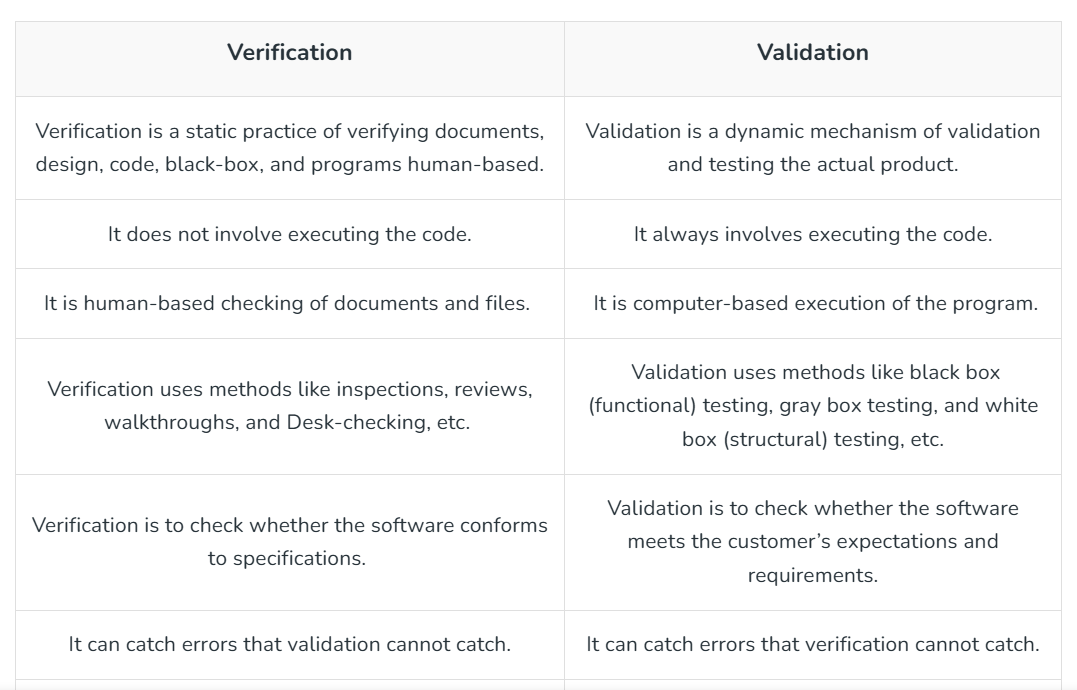 Verification
Validation
Verification is a static practice of verifying documents,
design, code, black-box, and programs human-based.
Validation is a dynamic mechanism of validation
and testing the actual product.
It does not involve executing the code.
It always involves executing the code.
It is human-based checking of documents and files.
It is computer-based execution of the program.
Verification uses methods like inspections, reviews,
walkthroughs, and Desk-checking, etc.
Validation uses methods like black box
(functional) testing, gray box testing, and white
box (structural) testing, etc.
Verification is to check whether the software conforms
to specifications.
Validation is to check whether the software
meets the customer’s expectations and
requirements.
It can catch errors that validation cannot catch.
It can catch errors that verification cannot catch.